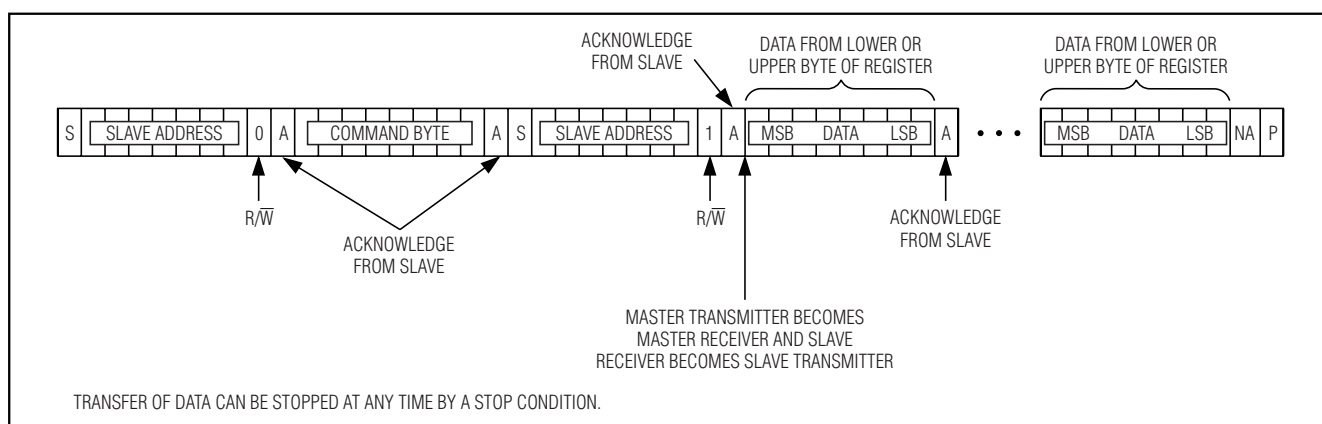 ACKNOWLEDGE
FROM SLAVE
DATA FROM LOWER OR
UPPER BYTE OF REGISTER
DATA FROM LOWER OR
UPPER BYTE OF REGISTER
S SLAVE ADDRESS 0 A COMMAND BYTE A S SLAVE ADDRESS 1 A MSB DATA LSB A • • • MSB DATA LSB NA P
R/W̅
ACKNOWLEDGE
FROM SLAVE
R/W̅
ACKNOWLEDGE
FROM SLAVE
MASTER TRANSMITTER BECOMES
MASTER RECEIVER AND SLAVE
RECEIVER BECOMES SLAVE TRANSMITTER
TRANSFER OF DATA CAN BE STOPPED AT ANY TIME BY A STOP CONDITION.